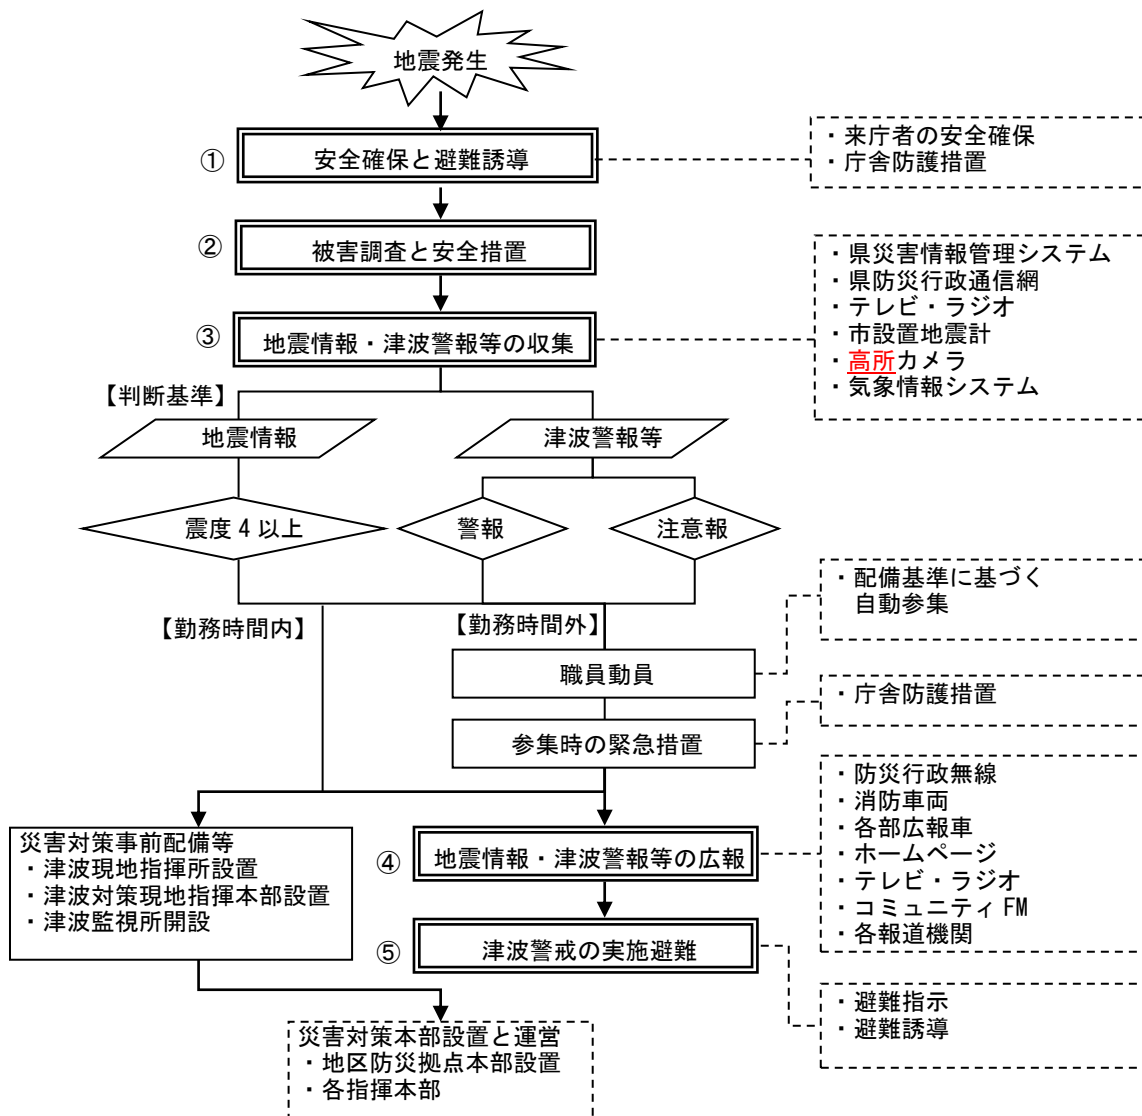 地震発生
①
安全確保と避難誘導
・来庁者の安全確保
・庁舎防護措置
②
被害調査と安全措置
③
地震情報・津波警報等の収集
・県災害情報管理システム
・県防災行政通信網
・テレビ・ラジオ
・市設置地震計
・高所カメラ
・気象情報システム
【判断基準】
地震情報
津波警報等
震度4以上
警報
注意報
【勤務時間内】
【勤務時間外】
職員動員
・配備基準に基づく
自動参集
参集時の緊急措置
・庁舎防護措置
災害対策事前配備等
・津波現地指揮所設置
・津波対策現地指揮本部設置
・津波監視所開設
④
地震情報・津波警報等の広報
・防災行政無線
・消防車両
・各部広報車
・ホームページ
・テレビ・ラジオ
・コミュニティFM
・各報道機関
⑤
津波警戒の実施避難
・避難指示
・避難誘導
災害対策本部設置と運営
・地区防災拠点本部設置
・各指揮本部